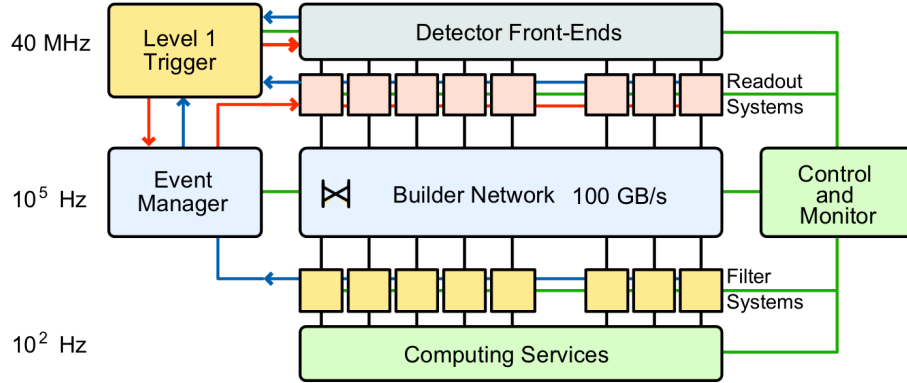 40 MHz
Level 1
Trigger
Detector Front-Ends
Readout
Systems
10⁵ Hz
Event
Manager
Builder Network 100 GB/s
Control
and
Monitor
Filter
Systems
10² Hz
Computing Services